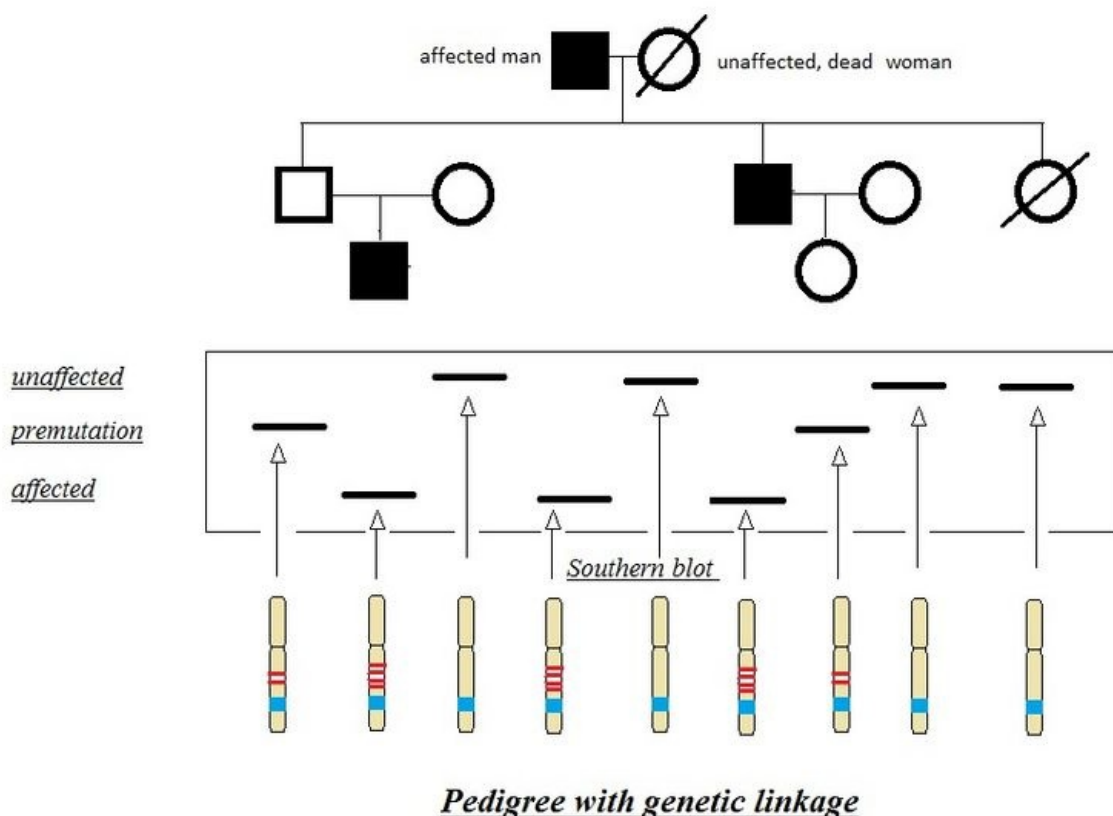 affected man
unaffected, dead woman
unaffected
premutation
affected
Southern blot
Pedigree with genetic linkage